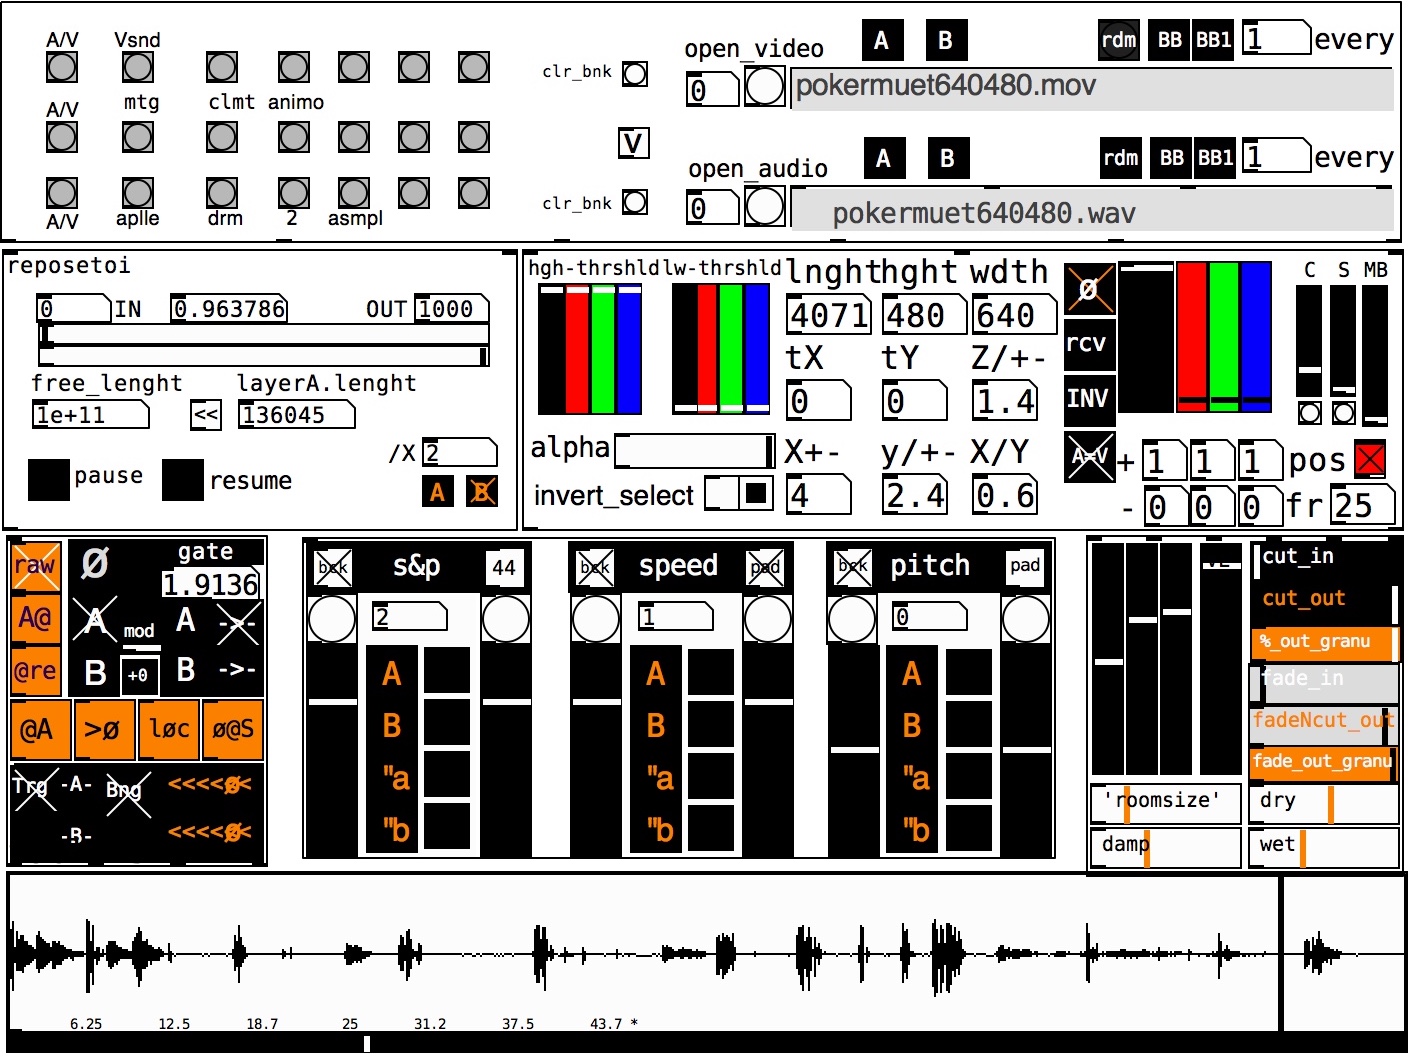 A/V Vsnd
A/V mtg clmt animo
A/V aplle drm 2 asmpl
clr_bnk
V
clr_bnk
open_video A B rdm BB BB1 1 every
0 pokermuet640480.mov
open_audio A B rdm BB BB1 1 every
0 pokermuet640480.wav
reposetoi
0 IN 0.963786 OUT 1000
free_lenght layerA.lenght
1e+11 << 136045
/X 2
pause resume A B
hgh-thrshld lw-thrshld lnght hght wdth
4071 480 640
tX tY Z/+-
0 0 1.4
alpha X+- y/+- X/Y
invert_select 4 2.4 0.6
Ø
rcv
INV
A=V
C S MB
+ 1 1 1 pos
- 0 0 0 fr 25
raw Ø gate
1.9136
A@ A mod A ->-
@re B +0 B ->-
@A >ø løc ø@S
Trg -A- Bng <<<<ø<
-B- <<<<ø<
bck s&p 44
2
A
B
"a
"b
bck speed pad
1
A
B
"a
"b
bck pitch pad
0
A
B
"a
"b
cut_in
cut_out
%_out_granu
fade_in
fadeNcut_out
fade_out_granu
'roomsize' dry
damp wet
6.25 12.5 18.7 25 31.2 37.5 43.7 *